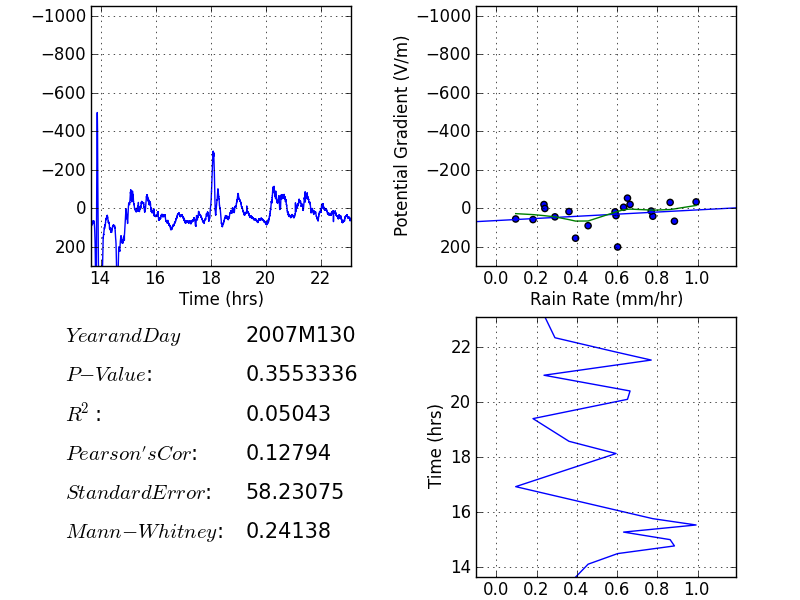 −1000
−800
−600
−400
−200
0
200
14 16 18 20 22
Time (hrs)
Potential Gradient (V/m)
−1000
−800
−600
−400
−200
0
200
0.0 0.2 0.4 0.6 0.8 1.0
Rain Rate (mm/hr)
YearandDay 2007M130
P−Value: 0.3553336
R²: 0.05043
Pearson'sCor: 0.12794
StandardError: 58.23075
Mann−Whitney: 0.24138
Time (hrs)
22
20
18
16
14
0.0 0.2 0.4 0.6 0.8 1.0